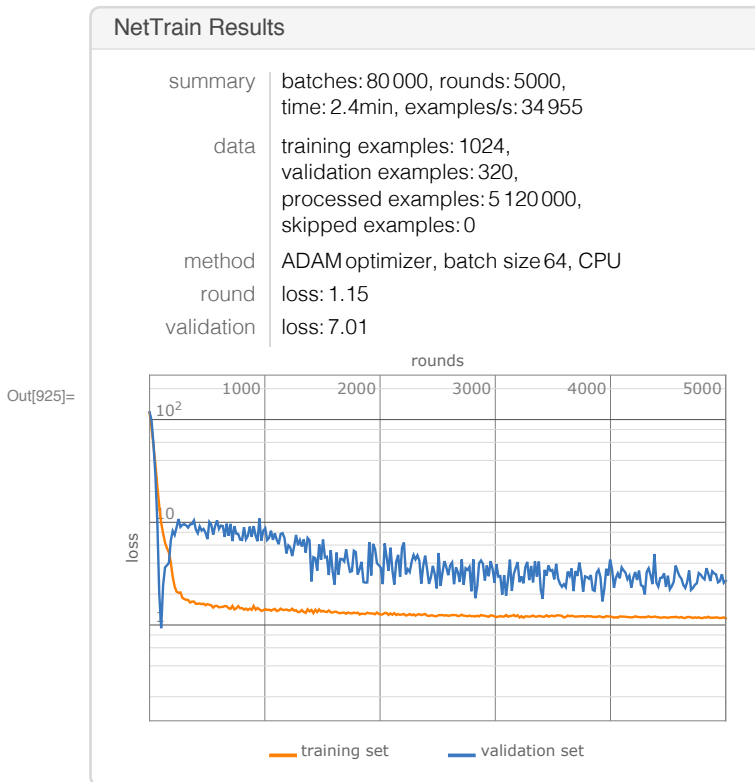 NetTrain Results
summary batches: 80 000, rounds: 5000,
time: 2.4min, examples/s: 34 955
data training examples: 1024,
validation examples: 320,
processed examples: 5 120 000,
skipped examples: 0
method ADAM optimizer, batch size 64, CPU
round loss: 1.15
validation loss: 7.01
rounds
Out[925]=
1000 2000 3000 4000 5000
10²
10
loss
1
training set validation set